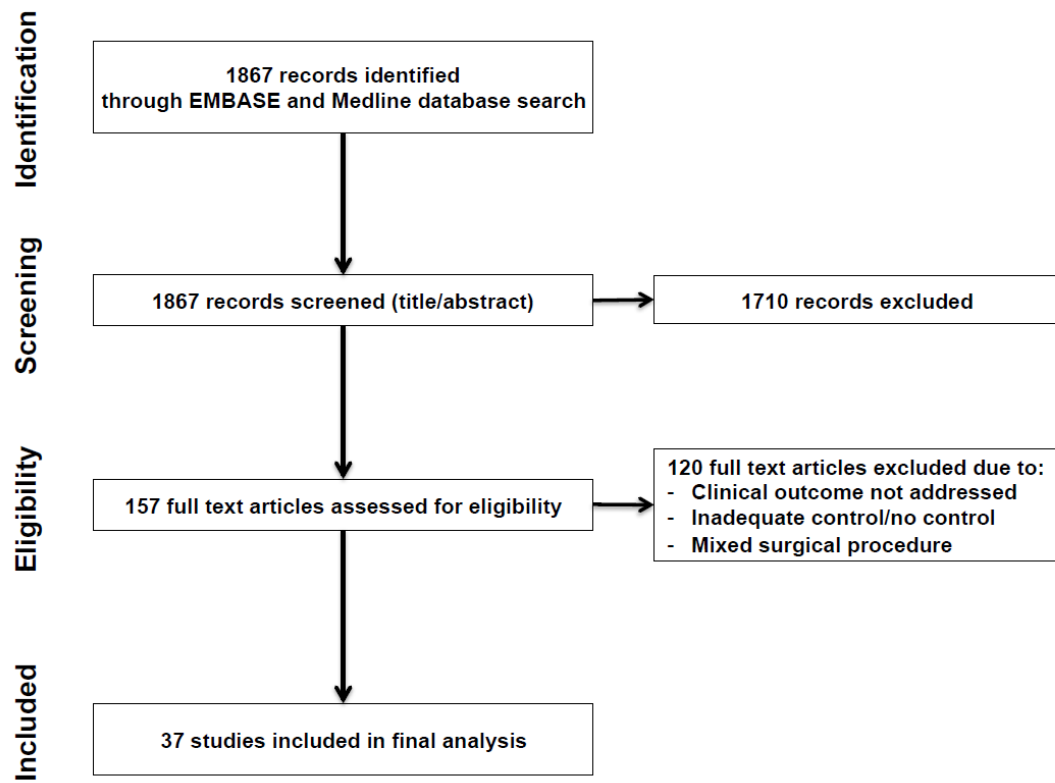 Identification
1867 records identified
through EMBASE and Medline database search
Screening
1867 records screened (title/abstract)
1710 records excluded
Eligibility
157 full text articles assessed for eligibility
120 full text articles excluded due to:
- Clinical outcome not addressed
- Inadequate control/no control
- Mixed surgical procedure
Included
37 studies included in final analysis